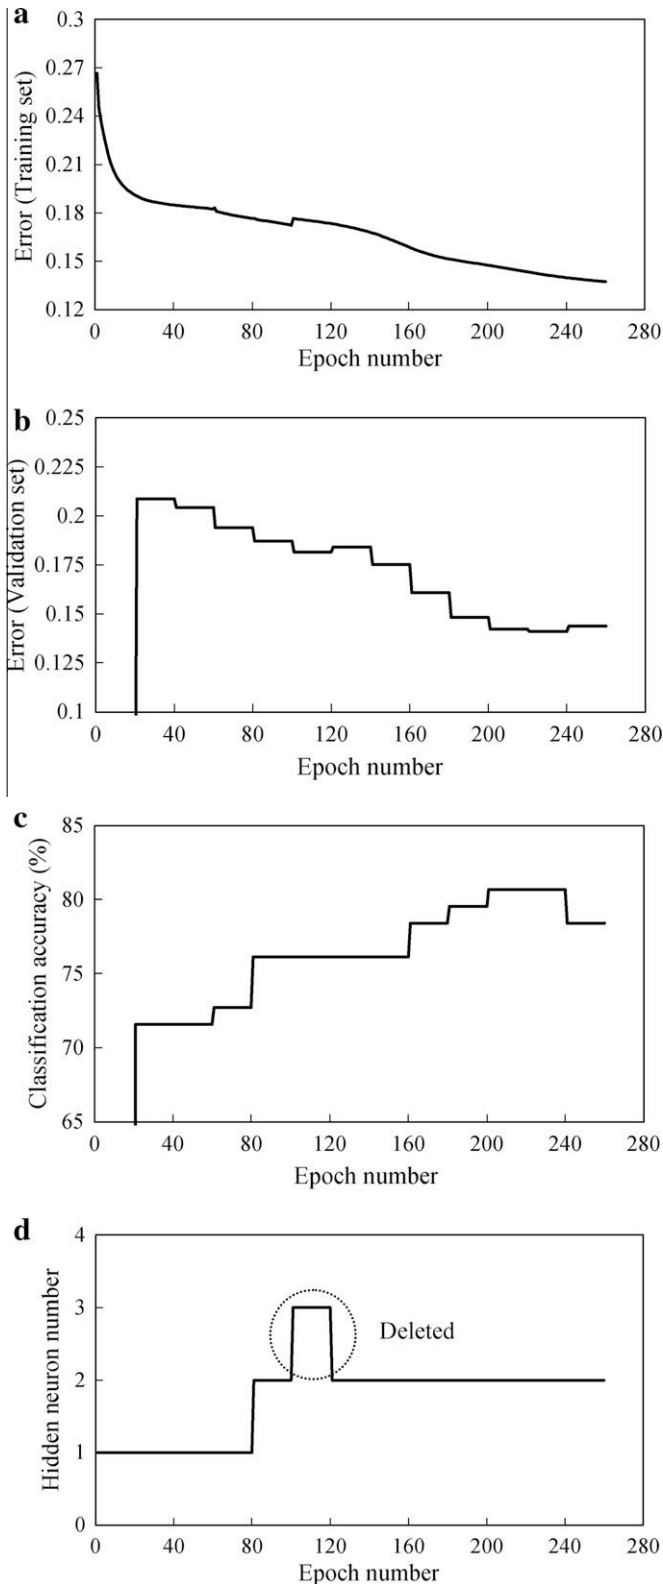 a
0.3
0.27
0.24
0.21
0.18
0.15
0.12
Error (Training set)
0 40 80 120 160 200 240 280
Epoch number
b
0.25
0.225
0.2
0.175
0.15
0.125
0.1
Error (Validation set)
0 40 80 120 160 200 240 280
Epoch number
c
85
80
75
70
65
Classification accuracy (%)
0 40 80 120 160 200 240 280
Epoch number
d
4
3
2
1
0
Hidden neuron number
Deleted
0 40 80 120 160 200 240 280
Epoch number